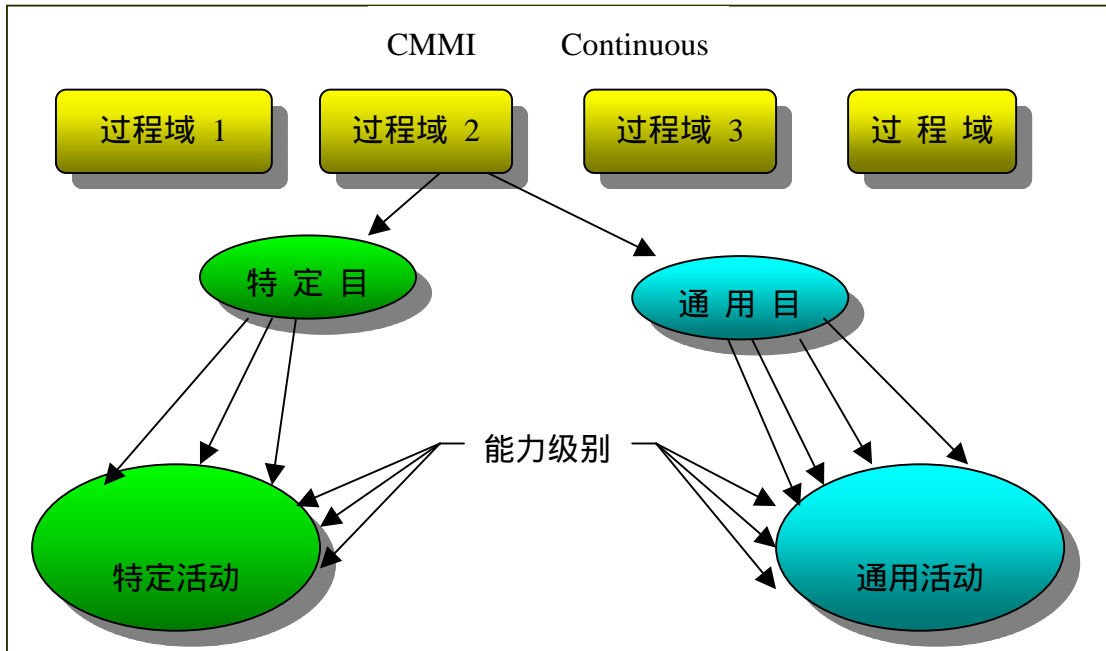 CMMI Continuous
过程域 1 过程域 2 过程域 3 过 程 域
特 定 目
通 用 目
能力级别
特定活动 通用活动